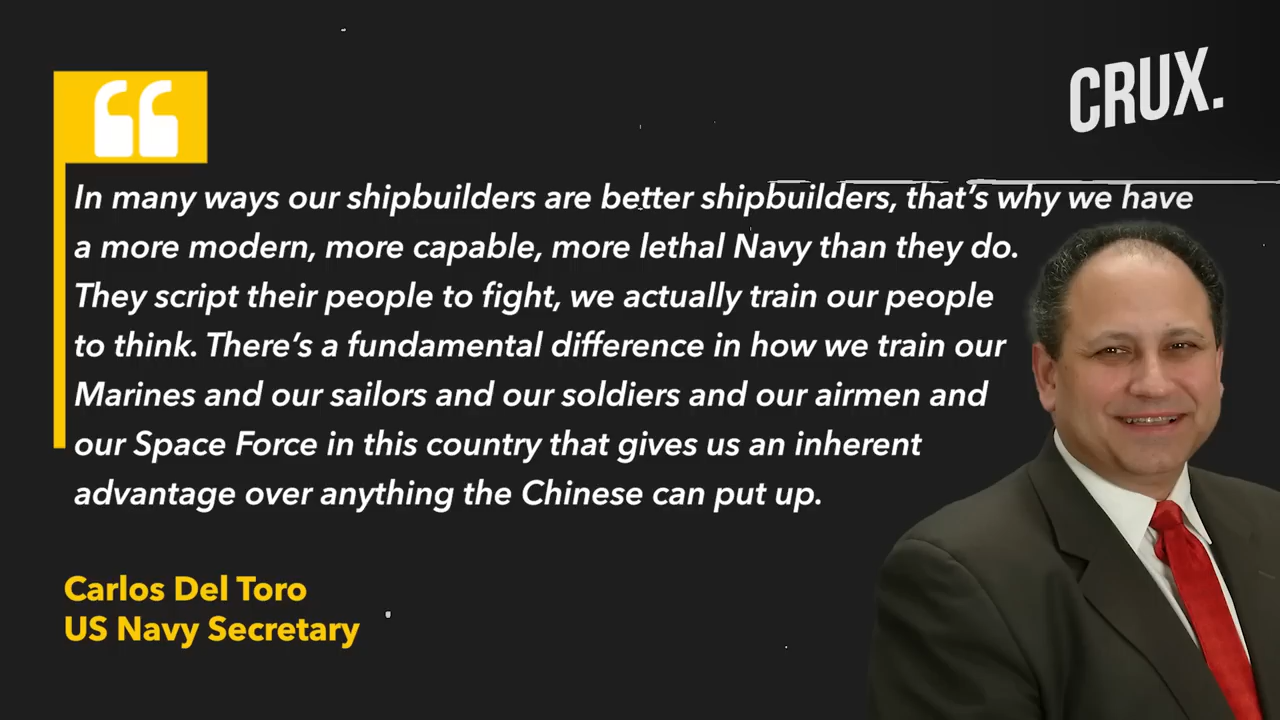 CRUX.
In many ways our shipbuilders are better shipbuilders, that's why we have
a more modern, more capable, more lethal Navy than they do.
They script their people to fight, we actually train our people
to think. There's a fundamental difference in how we train our
Marines and our sailors and our soldiers and our airmen and
our Space Force in this country that gives us an inherent
advantage over anything the Chinese can put up.
Carlos Del Toro
US Navy Secretary